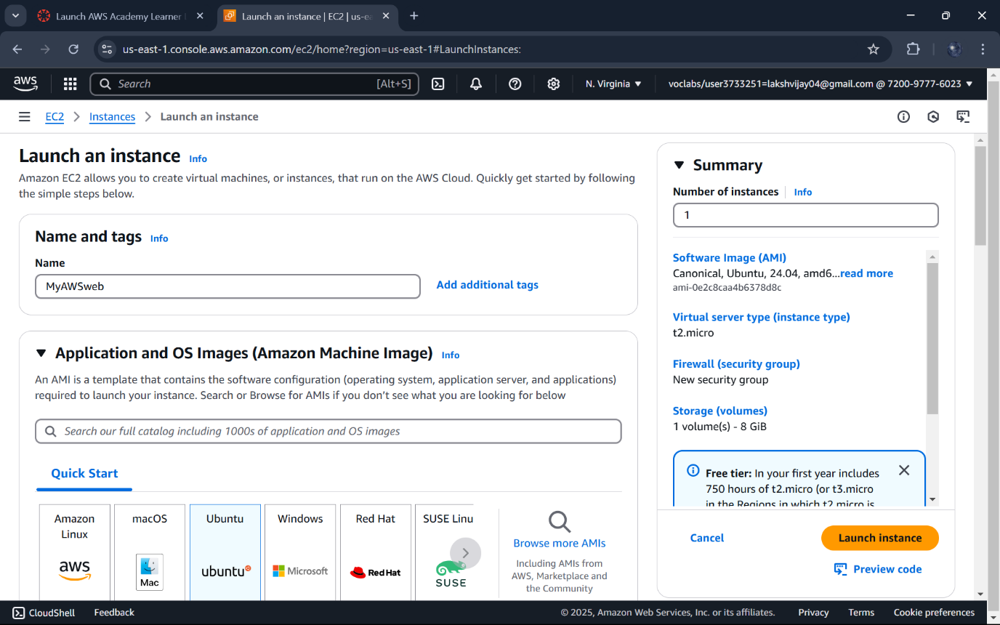 Launch AWS Academy Learner
Launch an instance | EC2 | us-ea
us-east-1.console.aws.amazon.com/ec2/home?region=us-east-1#LaunchInstances:
aws
Search
[Alt+S]
N. Virginia
voclabs/user3733251=lakshvijay04@gmail.com @ 7200-9777-6023
EC2
Instances
Launch an instance
Launch an instance Info
Amazon EC2 allows you to create virtual machines, or instances, that run on the AWS Cloud. Quickly get started by following
the simple steps below.
Name and tags Info
Name
MyAWSweb
Add additional tags
Application and OS Images (Amazon Machine Image) Info
An AMI is a template that contains the software configuration (operating system, application server, and applications)
required to launch your instance. Search or Browse for AMIs if you don’t see what you are looking for below
Search our full catalog including 1000s of application and OS images
Quick Start
Amazon
Linux
aws
macOS
Mac
Ubuntu
ubuntu
Windows
Microsoft
Red Hat
Red Hat
SUSE Linu
SUSE
Browse more AMIs
Including AMIs from
AWS, Marketplace and
the Community
Summary
Number of instances Info
1
Software Image (AMI)
Canonical, Ubuntu, 24.04, amd6...read more
ami-0e2c8caa4b6378d8c
Virtual server type (instance type)
t2.micro
Firewall (security group)
New security group
Storage (volumes)
1 volume(s) - 8 GiB
Free tier: In your first year includes
750 hours of t2.micro (or t3.micro
in the Regions in which t2.micro is
Cancel
Launch instance
Preview code
CloudShell
Feedback
© 2025, Amazon Web Services, Inc. or its affiliates.
Privacy
Terms
Cookie preferences